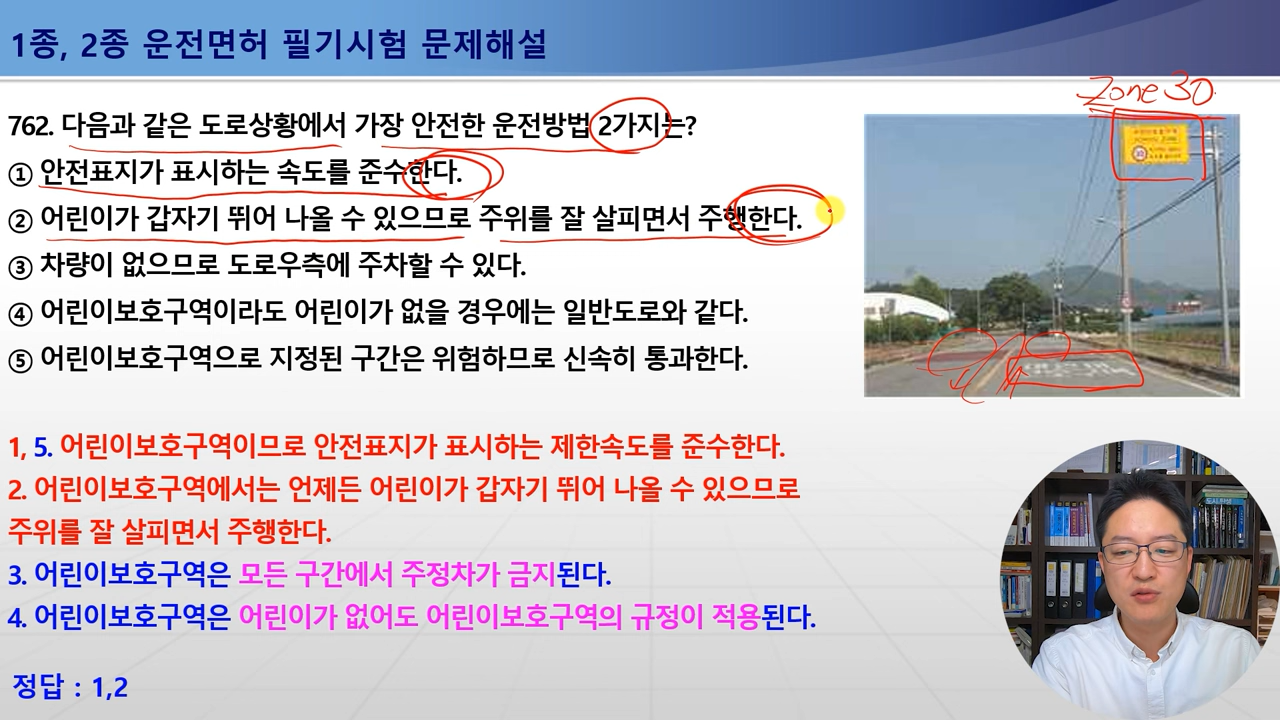 1종, 2종 운전면허 필기시험 문제해설
Zone 30
762. 다음과 같은 도로상황에서 가장 안전한 운전방법 2가지는?
① 안전표지가 표시하는 속도를 준수한다.
② 어린이가 갑자기 뛰어 나올 수 있으므로 주위를 잘 살피면서 주행한다.
③ 차량이 없으므로 도로우측에 주차할 수 있다.
④ 어린이보호구역이라도 어린이가 없을 경우에는 일반도로와 같다.
⑤ 어린이보호구역으로 지정된 구간은 위험하므로 신속히 통과한다.
30
1, 5. 어린이보호구역이므로 안전표지가 표시하는 제한속도를 준수한다.
2. 어린이보호구역에서는 언제든 어린이가 갑자기 뛰어 나올 수 있으므로
주위를 잘 살피면서 주행한다.
3. 어린이보호구역은 모든 구간에서 주정차가 금지된다.
4. 어린이보호구역은 어린이가 없어도 어린이보호구역의 규정이 적용된다.
정답 : 1,2